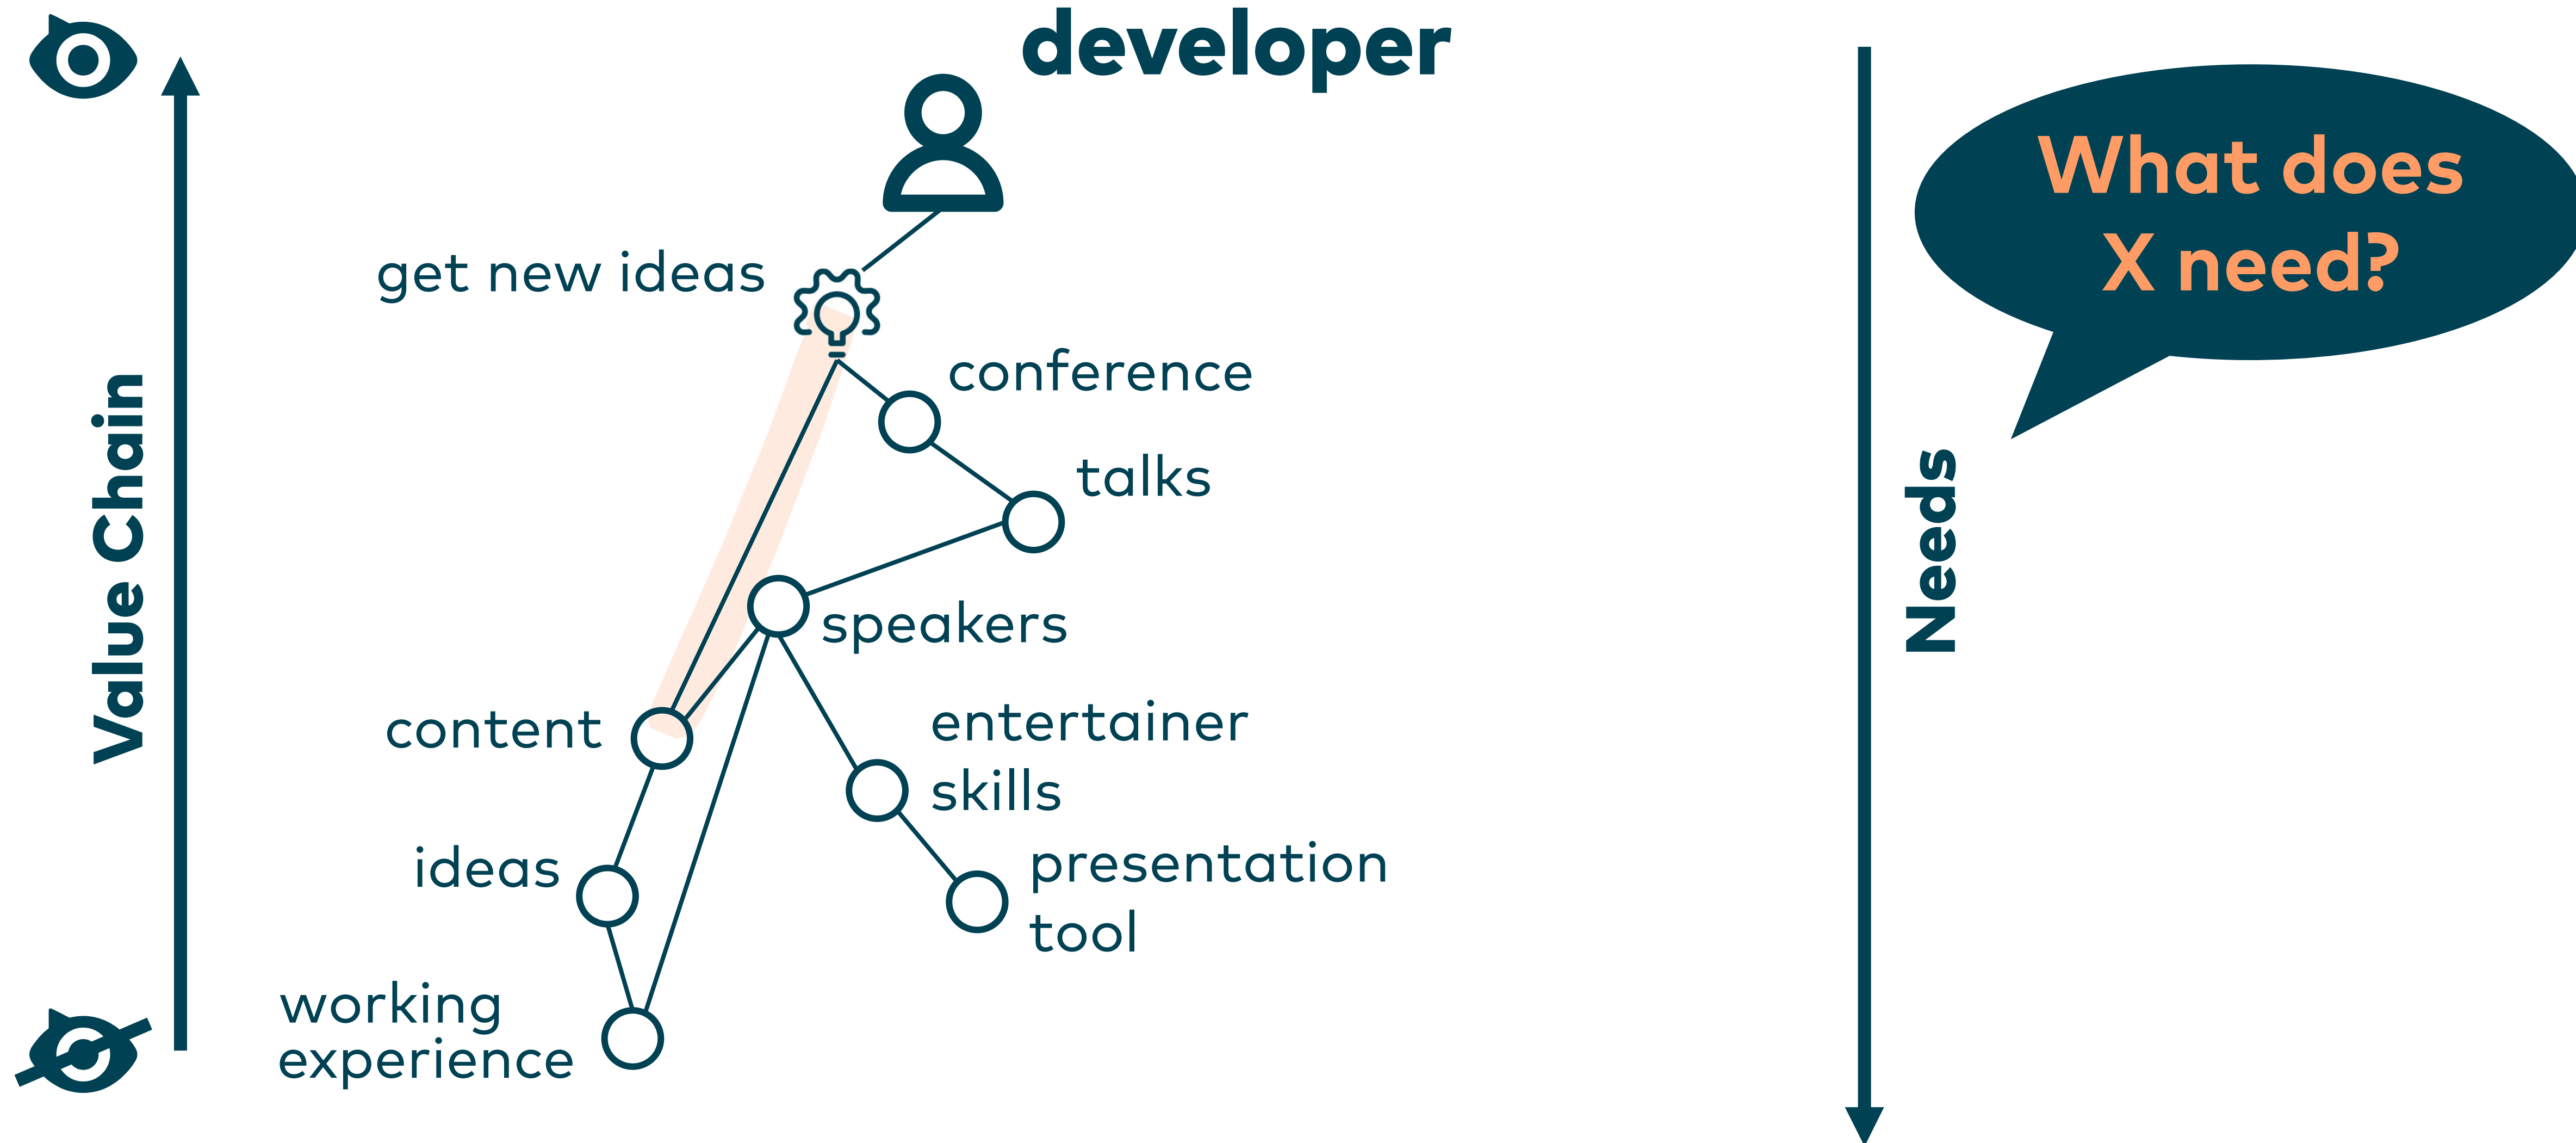 developer
What does
X need?
get new ideas
conference
talks
Value Chain
Needs
speakers
content
entertainer
skills
ideas
presentation
tool
working
experience